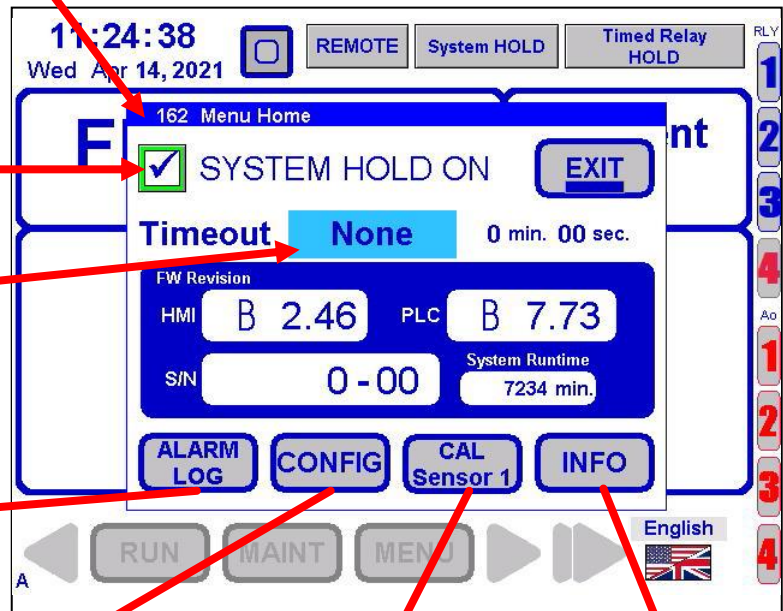 11:24:38
Wed Apr 14, 2021
REMOTE
System HOLD
Timed Relay
HOLD
RLY
1
2
3
4
Ao
1
2
3
4
F
nt
162 Menu Home
SYSTEM HOLD ON
EXIT
Timeout None 0 min. 00 sec.
FW Revision
HMI B 2.46 PLC B 7.73
S/N 0-00
System Runtime
7234 min.
ALARM
LOG
CONFIG
CAL
Sensor 1
INFO
RUN
MAINT
MENU
English
A